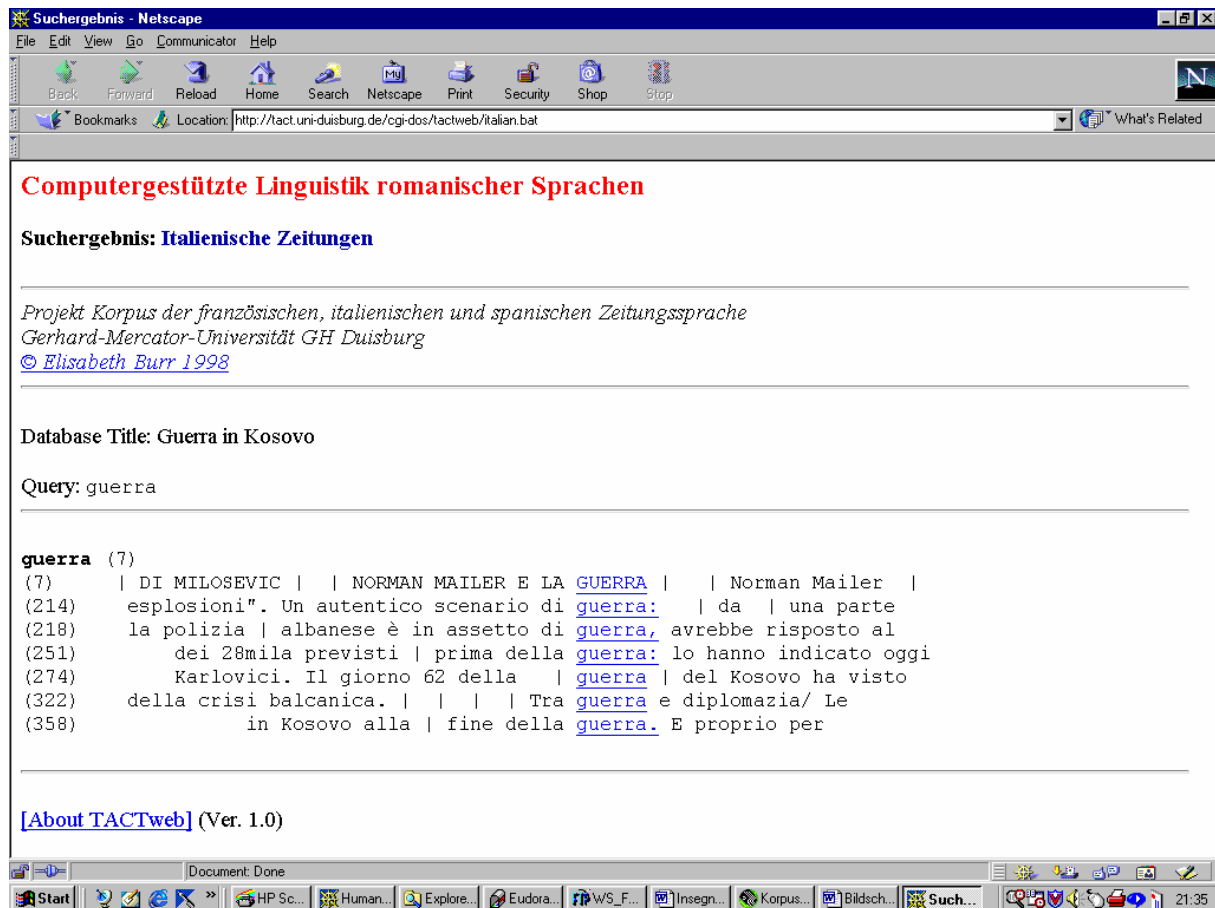 Suchergebnis - Netscape
File Edit View Go Communicator Help
Back Forward Reload Home Search Netscape Print Security Shop Stop
Bookmarks Location: http://tact.uni-duisburg.de/cgi-dos/tactweb/italian.bat What's Related
Computergestützte Linguistik romanischer Sprachen
Suchergebnis: Italienische Zeitungen
Projekt Korpus der französischen, italienischen und spanischen Zeitungssprache
Gerhard-Mercator-Universität GH Duisburg
© Elisabeth Burr 1998
Database Title: Guerra in Kosovo
Query: guerra
guerra (7)
(7) | DI MILOSEVIC | | NORMAN MAILER E LA GUERRA | | Norman Mailer |
(214) esplosioni". Un autentico scenario di guerra: | da | una parte
(218) la polizia | albanese è in assetto di guerra, avrebbe risposto al
(251) dei 28mila previsti | prima della guerra: lo hanno indicato oggi
(274) Karlovici. Il giorno 62 della | guerra | del Kosovo ha visto
(322) della crisi balcanica. | | | | Tra guerra e diplomazia/ Le
(358) in Kosovo alla | fine della guerra. E proprio per
[About TACTweb] (Ver. 1.0)
Document: Done
Start » HP Sc... Human... Explore... Eudora... WS_F... Insegn... Korpus... Bildsch... Such... 21:35